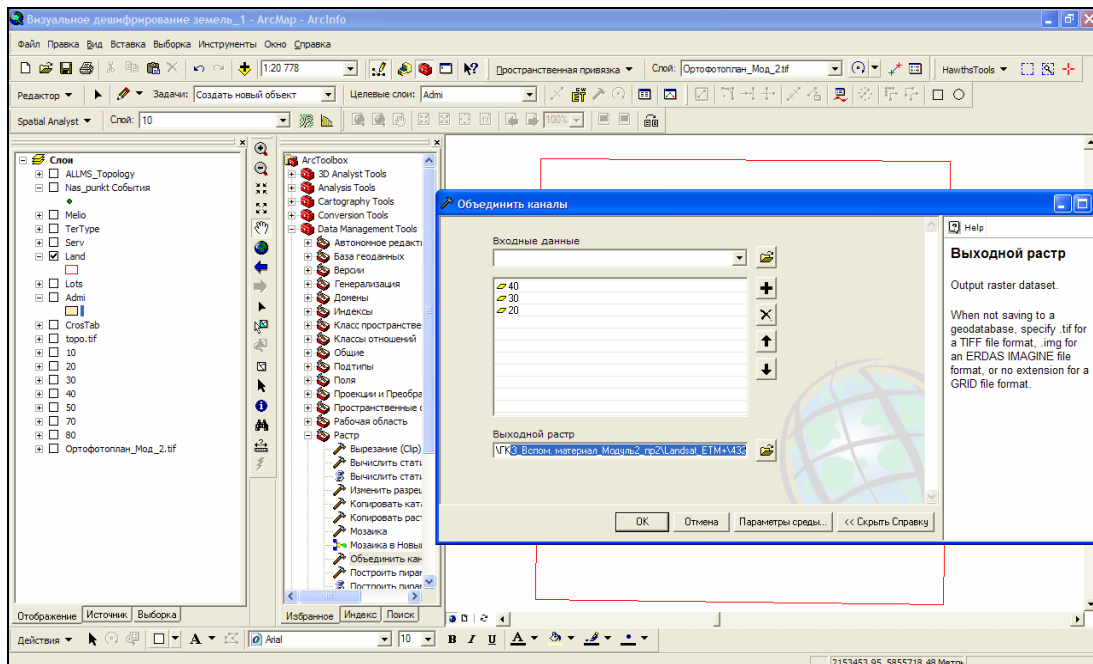 Визуальное дешифрирование земель_1 - ArcMap - ArcInfo
Файл Правка Вид Вставка Выборка Инструменты Окно Справка
1:20 778 Пространственная привязка Слой: Ортофотоплан_Мод_2.tif HawthsTools
Редактор Задачи: Создать новый объект Целевые слои: Admi
Spatial Analyst Слой: 10 100%
Слои
ALLMS_Topology
Nas_punkt События
Melio
TerType
Serv
Land
Lots
Admi
CrosTab
topo.tif
10
20
30
40
50
70
80
Ортофотоплан_Мод_2.tif
Отображение Источник Выборка
ArcToolbox
3D Analyst Tools
Analysis Tools
Cartography Tools
Conversion Tools
Data Management Tools
Автономное редакти
База геоданных
Версии
Генерализация
Домены
Индексы
Класс пространстве
Классы отношений
Общие
Подтипы
Поля
Проекции и Преобра
Пространственные с
Рабочая область
Растр
Вырезание (Clip)
Вычислить стати
Вычислить стати
Изменить разреш
Копировать ката
Копировать раст
Мозаика
Мозаика в Новый
Объединить кан
Построить пирам
Построить пирам
Избранное Индекс Поиск
Объединить каналы
Входные данные
40
30
20
Выходной растр
\ГКЗ_Вспом. материал_Модуль2_пр2\Landsat_ETM+\432
OK Отмена Параметры среды... << Скрыть Справку
Help
Выходной растр
Output raster dataset.
When not saving to a
geodatabase, specify .tif for
a TIFF file format, .img for
an ERDAS IMAGINE file
format, or no extension for a
GRID file format.
Действия Arial 10 B I U A
2153453,95 5855718,48 Метры